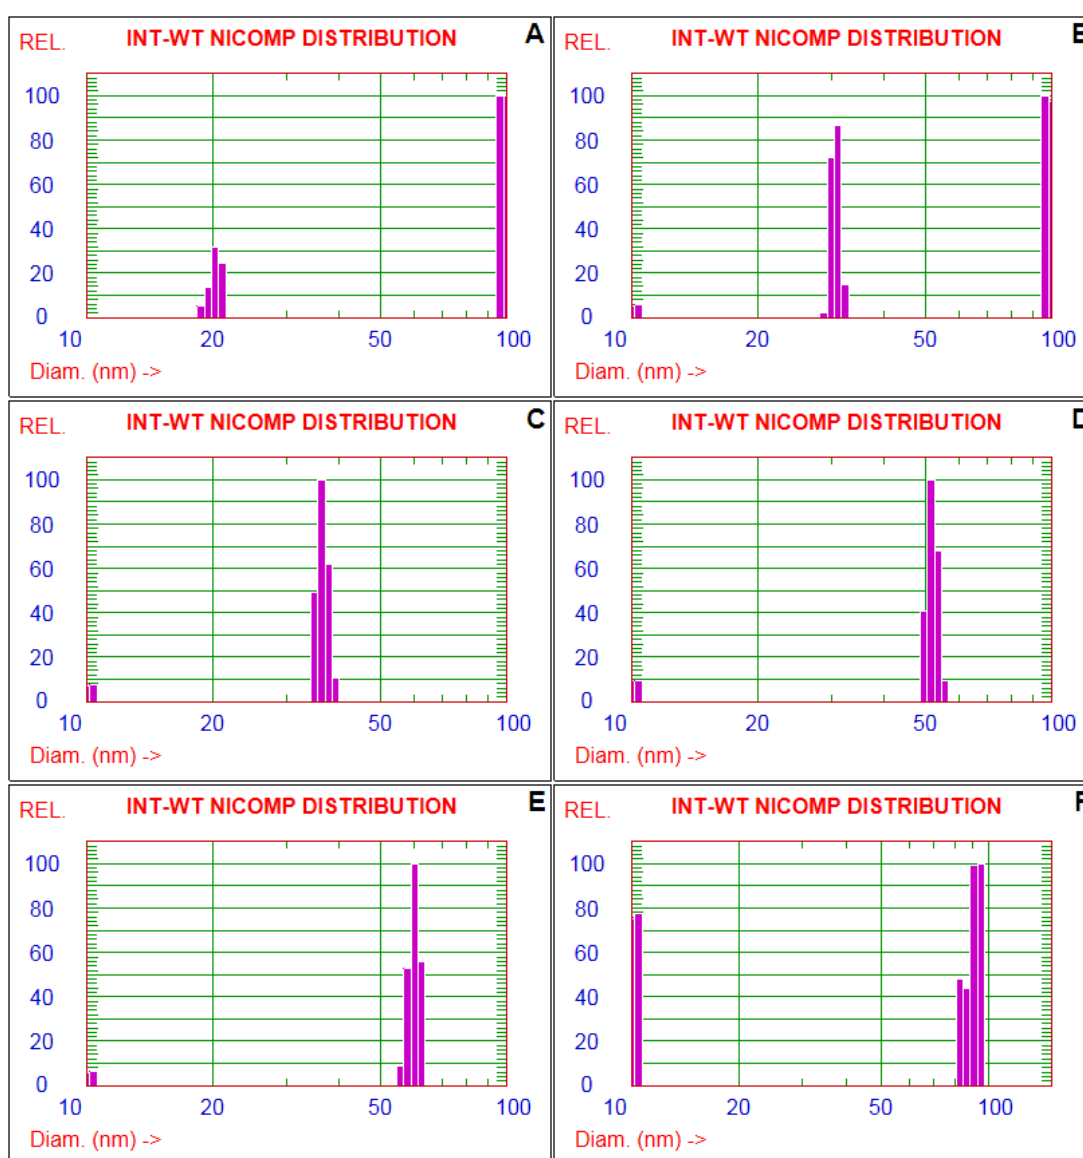 REL. INT-WT NICOMP DISTRIBUTION A
100
80
60
40
20
0
10 20 50 100
Diam. (nm) ->
REL. INT-WT NICOMP DISTRIBUTION B
100
80
60
40
20
0
10 20 50 100
Diam. (nm) ->
REL. INT-WT NICOMP DISTRIBUTION C
100
80
60
40
20
0
10 20 50 100
Diam. (nm) ->
REL. INT-WT NICOMP DISTRIBUTION D
100
80
60
40
20
0
10 20 50 100
Diam. (nm) ->
REL. INT-WT NICOMP DISTRIBUTION E
100
80
60
40
20
0
10 20 50 100
Diam. (nm) ->
REL. INT-WT NICOMP DISTRIBUTION F
100
80
60
40
20
0
10 20 50 100
Diam. (nm) ->